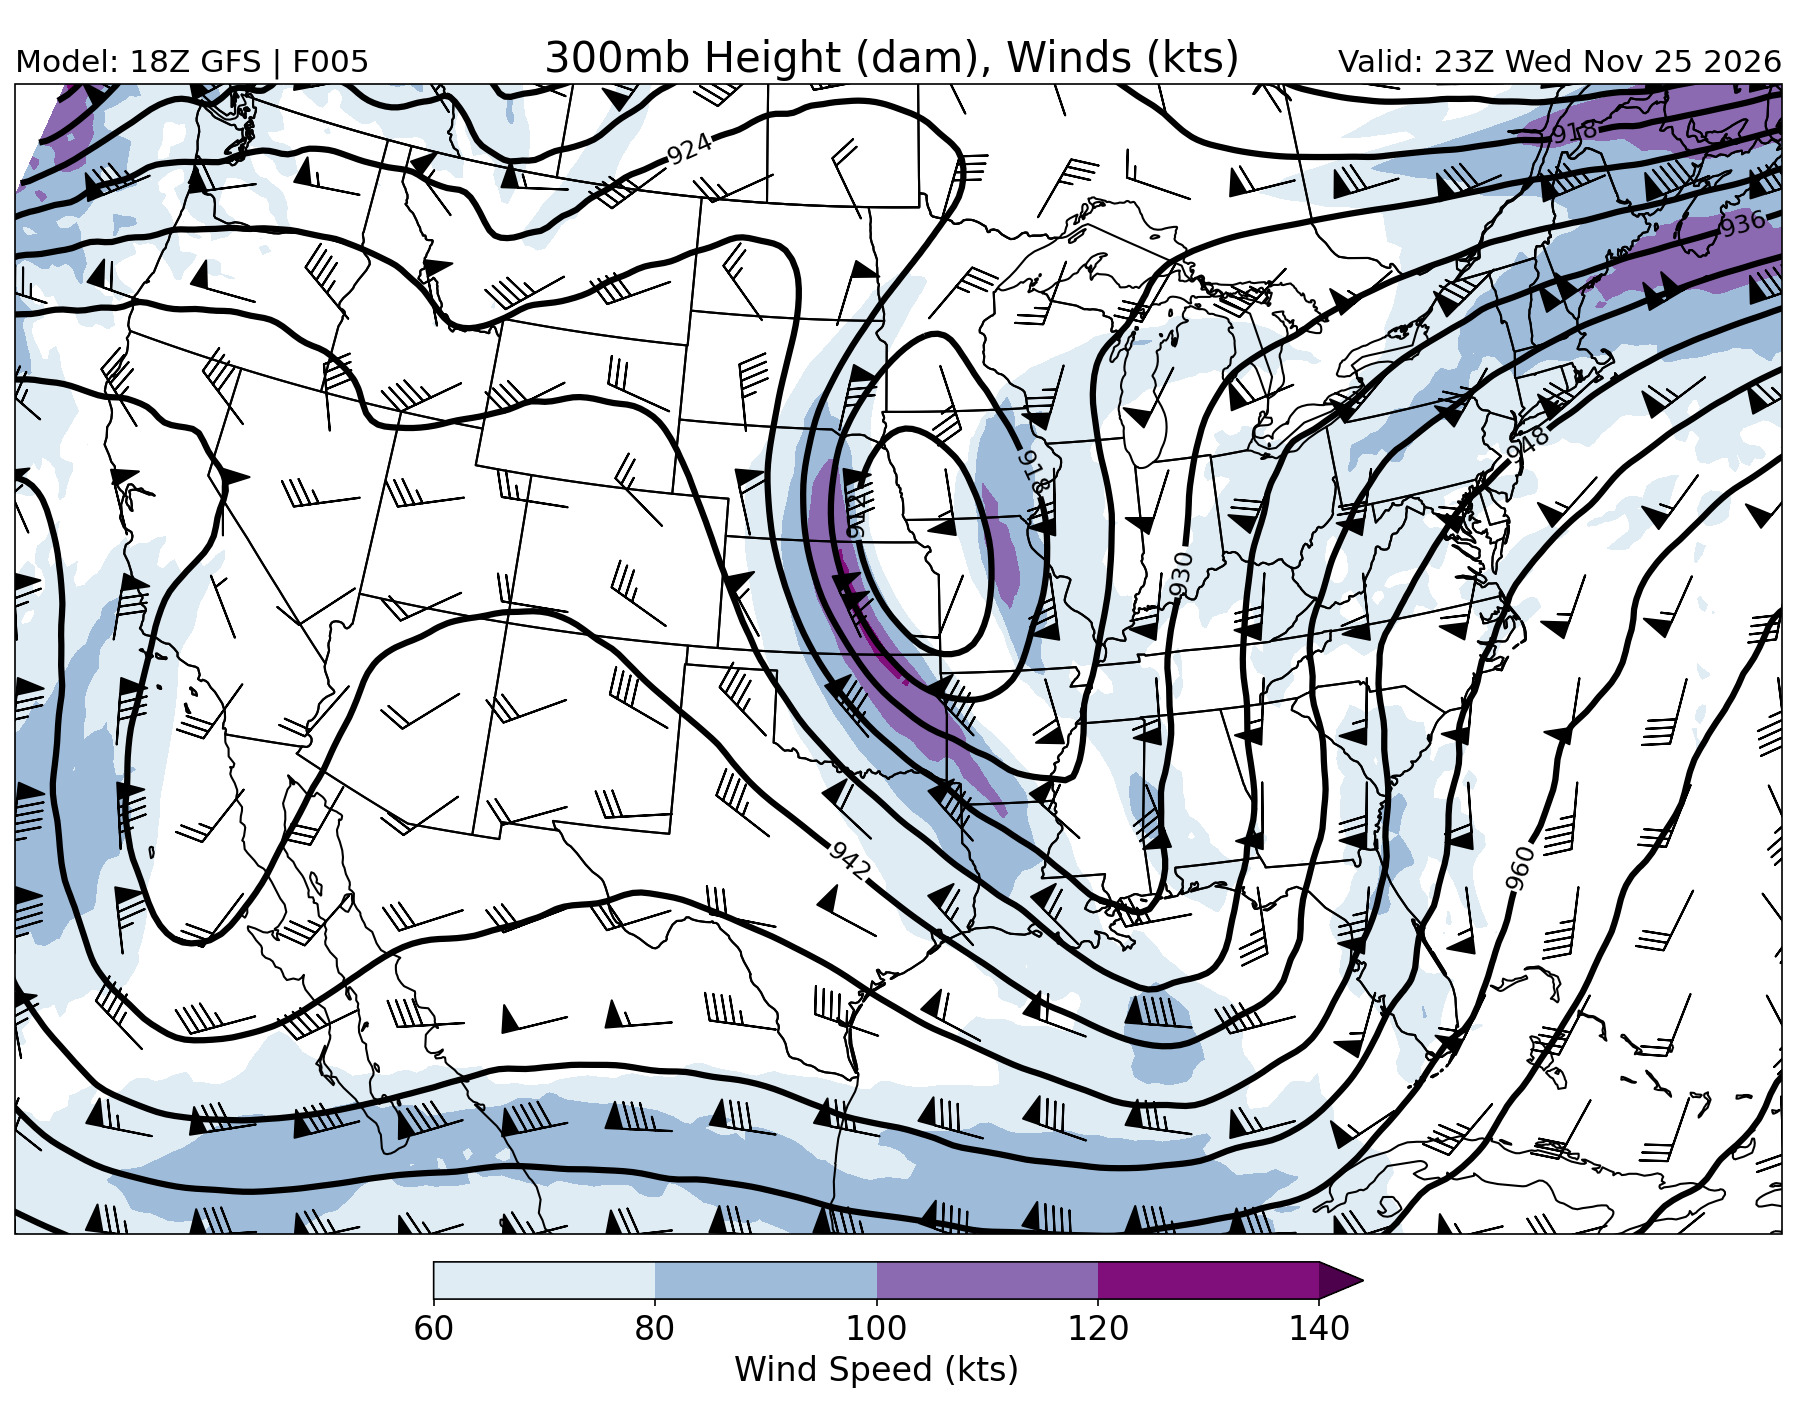 Model: 18Z GFS | F005
300mb Height (dam), Winds (kts)
Valid: 23Z Wed Nov 25 2026
924
918
936
948
918
912
930
942
960
60 80 100 120 140
Wind Speed (kts)